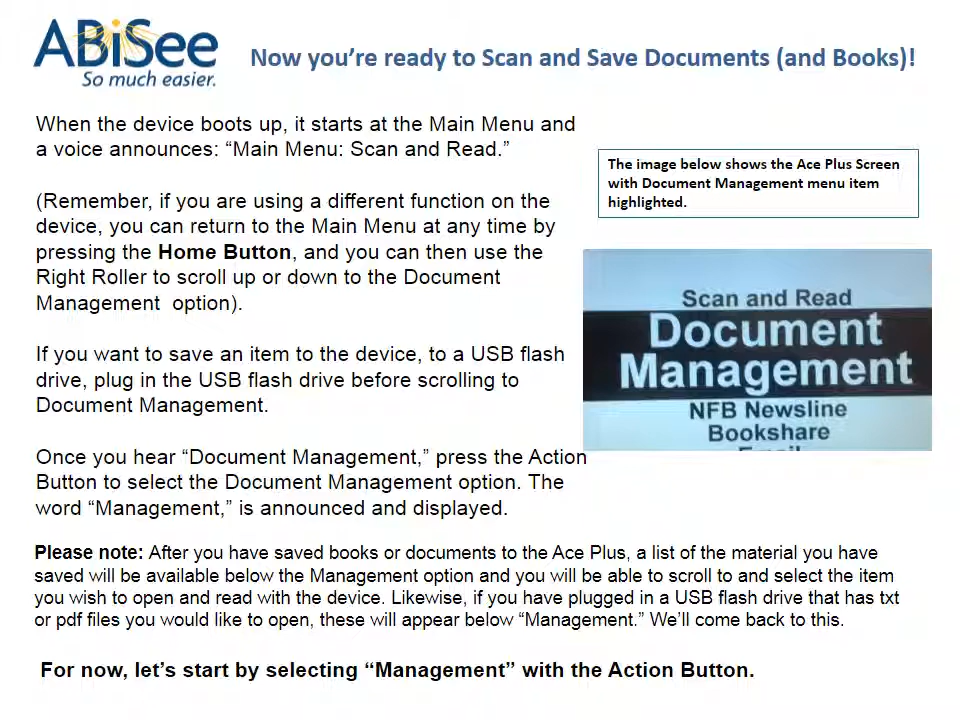 ABiSee
So much easier.
Now you're ready to Scan and Save Documents (and Books)!
When the device boots up, it starts at the Main Menu and
a voice announces: “Main Menu: Scan and Read.”
(Remember, if you are using a different function on the
device, you can return to the Main Menu at any time by
pressing the Home Button, and you can then use the
Right Roller to scroll up or down to the Document
Management  option).
If you want to save an item to the device, to a USB flash
drive, plug in the USB flash drive before scrolling to
Document Management.
Once you hear “Document Management,” press the Action
Button to select the Document Management option. The
word “Management,” is announced and displayed.
The image below shows the Ace Plus Screen
with Document Management menu item
highlighted.
Scan and Read
Document
Management
NFB Newsline
Bookshare
Please note: After you have saved books or documents to the Ace Plus, a list of the material you have
saved will be available below the Management option and you will be able to scroll to and select the item
you wish to open and read with the device. Likewise, if you have plugged in a USB flash drive that has txt
or pdf files you would like to open, these will appear below “Management.” We’ll come back to this.
For now, let’s start by selecting “Management” with the Action Button.